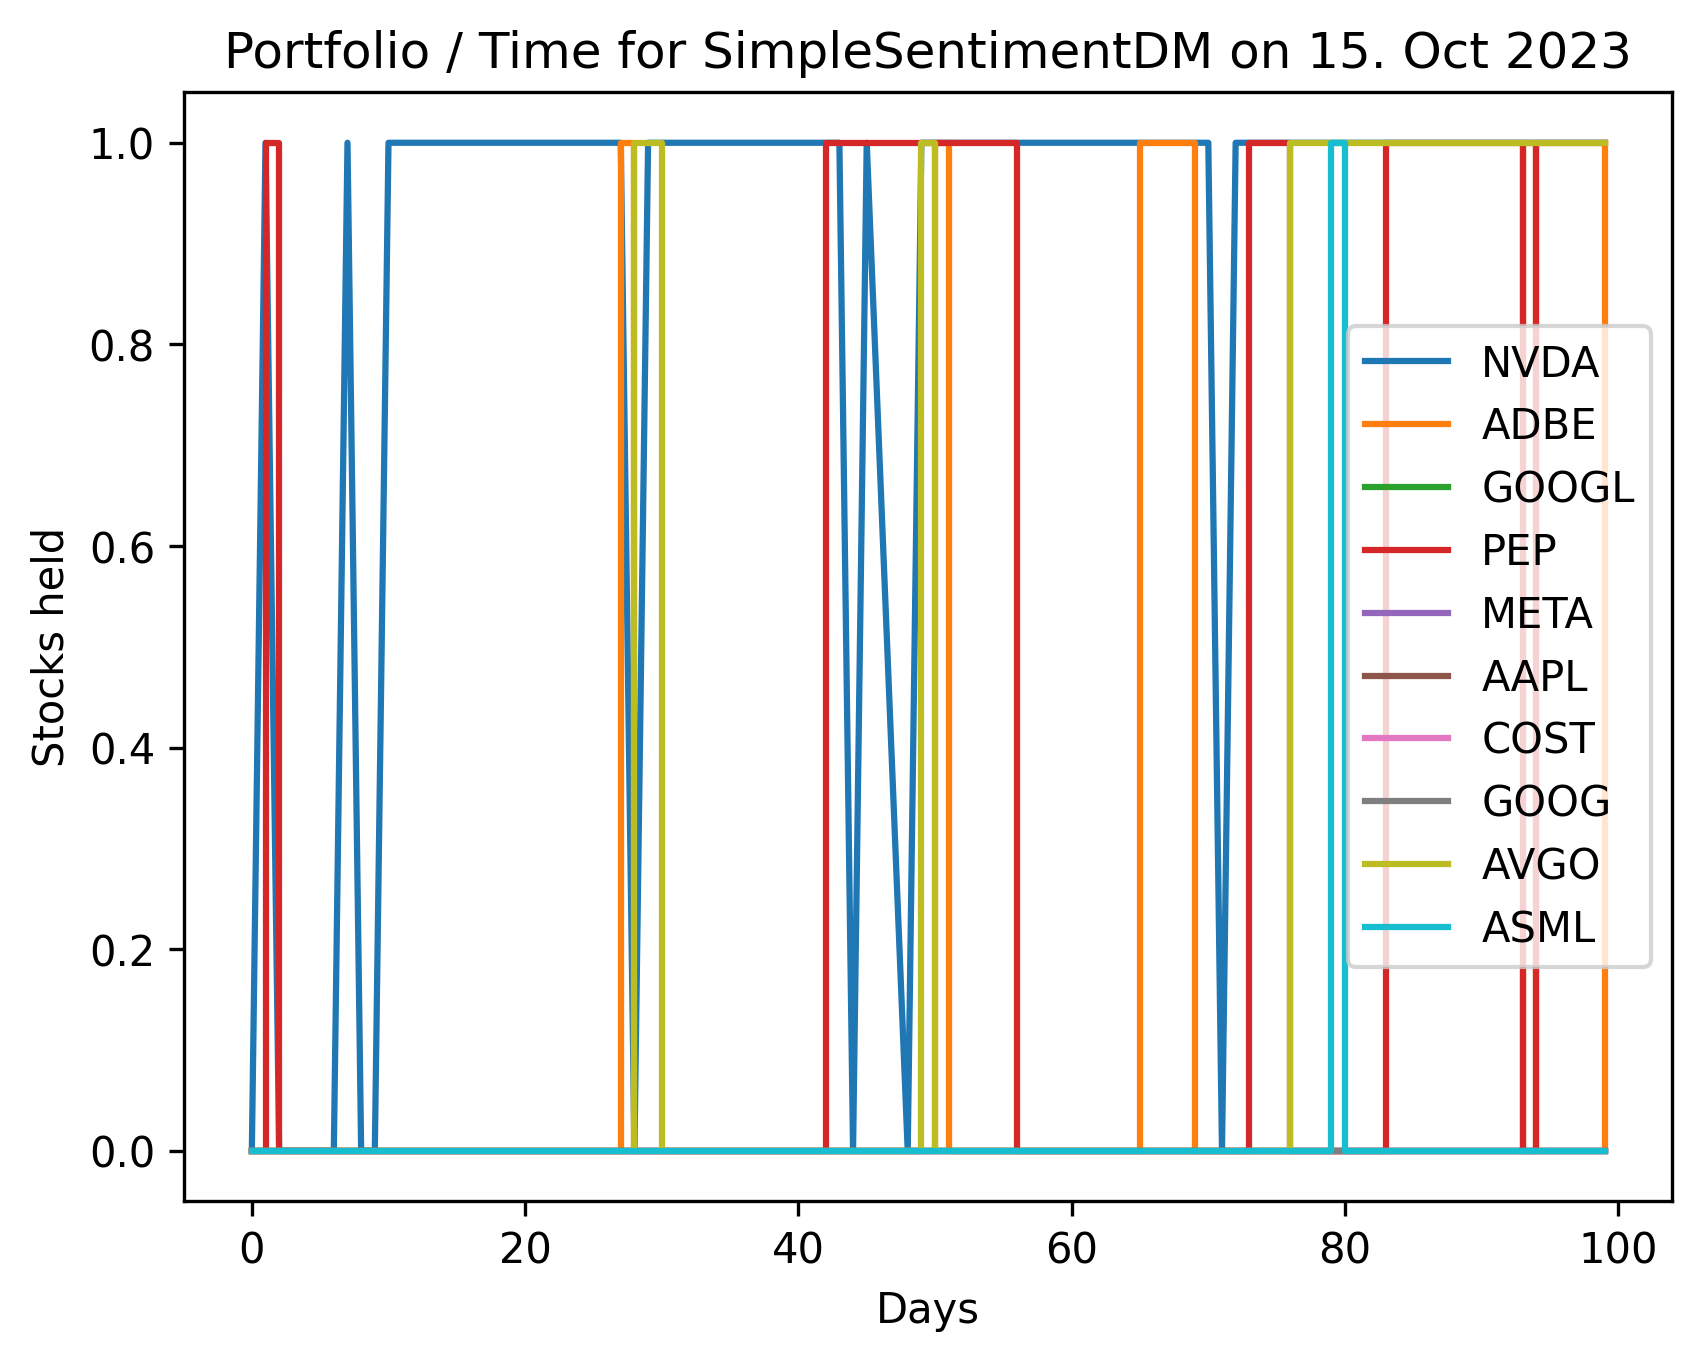 Portfolio / Time for SimpleSentimentDM on 15. Oct 2023
1.0
0.8
0.6
0.4
0.2
0.0
Stocks held
NVDA
ADBE
GOOGL
PEP
META
AAPL
COST
GOOG
AVGO
ASML
0
20
40
60
80
100
Days